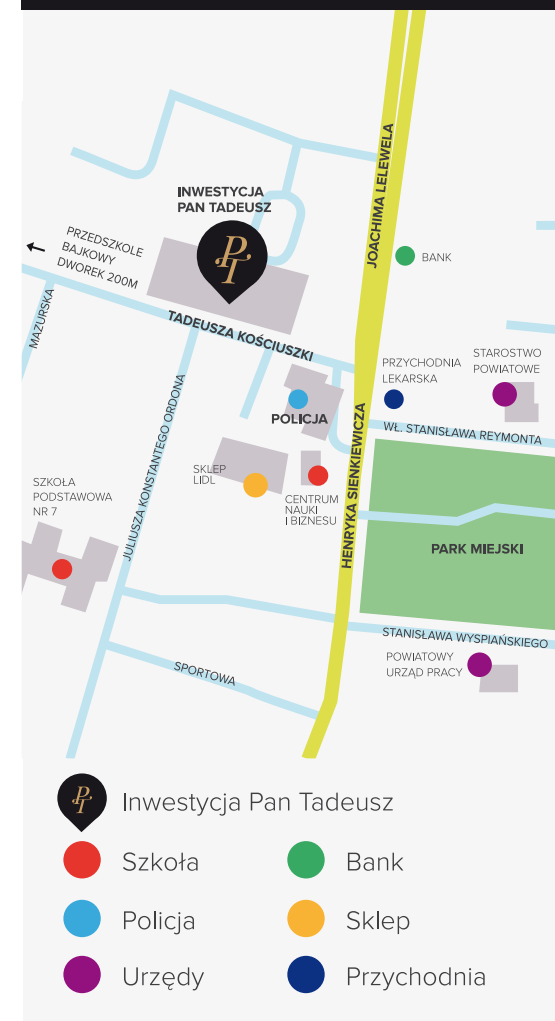 JOACHIMA LELEWELA
INWESTYCJA
PAN TADEUSZ
PT
PRZEDSZKOLE
BAJKOWY
DWOREK 200M
BANK
MAZURSKA
TADEUSZA KOŚCIUSZKI
PRZYCHODNIA
LEKARSKA
STAROSTWO
POWIATOWE
JULIUSZA KONSTANTEGO ORDONA
POLICJA
WŁ. STANISŁAWA REYMONTA
HENRYKA SIENKIEWICZA
SKLEP
LIDL
SZKOŁA
PODSTAWOWA
NR 7
CENTRUM
NAUKI
I BIZNESU
PARK MIEJSKI
STANISŁAWA WYSPIAŃSKIEGO
POWIATOWY
URZĄD PRACY
SPORTOWA
PT
Inwestycja Pan Tadeusz
Szkoła
Bank
Policja
Sklep
Urzędy
Przychodnia